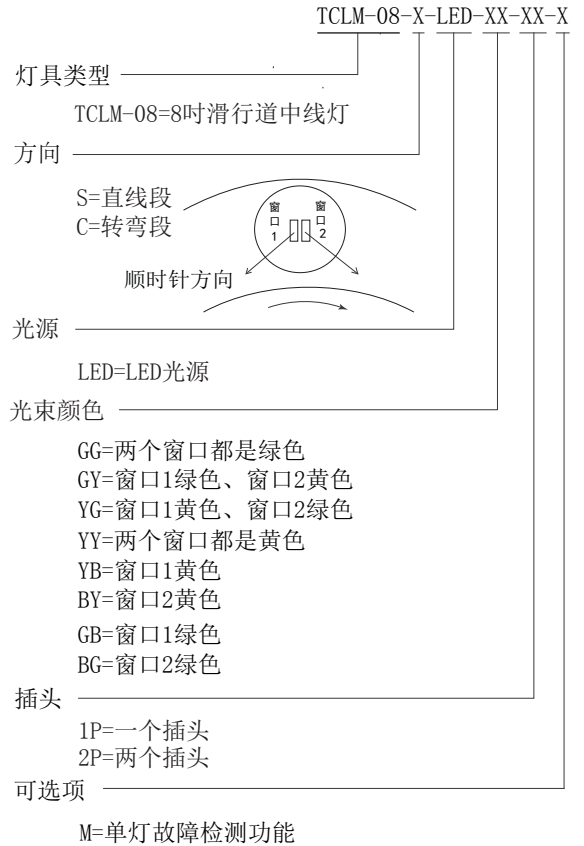 TCLM-08-X-LED-XX-XX-X
灯具类型
TCLM-08=8吋滑行道中线灯
方向
S=直线段
C=转弯段
窗口1
窗口2
顺时针方向
光源
LED=LED光源
光束颜色
GG=两个窗口都是绿色
GY=窗口1绿色、窗口2黄色
YG=窗口1黄色、窗口2绿色
YY=两个窗口都是黄色
YB=窗口1黄色
BY=窗口2黄色
GB=窗口1绿色
BG=窗口2绿色
插头
1P=一个插头
2P=两个插头
可选项
M=单灯故障检测功能